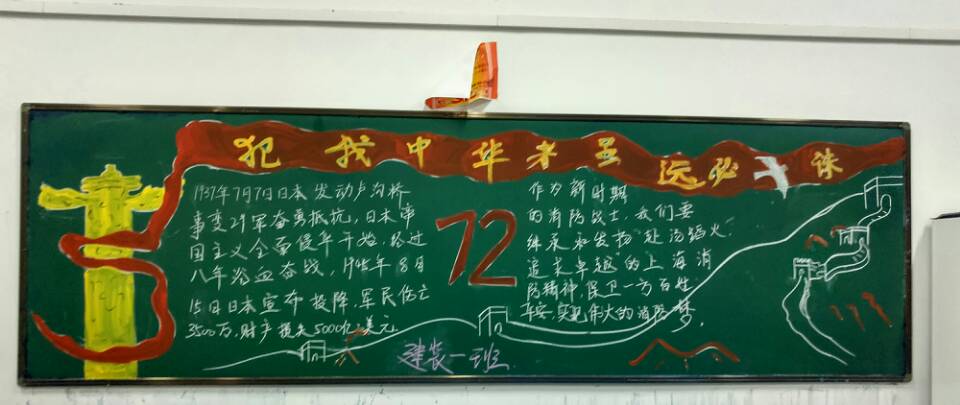 犯我中华者虽远必诛
1937年7月7日日本发动卢沟桥
事变29军奋勇抵抗,日本帝
国主义全面侵华开始,经过
八年浴血奋战,1945年8月
15日日本宣布投降,军民伤亡
3500万,财产损失5000亿美元
72
作为新时期
的消防战士,我们要
继承和发扬"赴汤蹈火,
追求卓越"的上海消
防精神,保卫一方百姓
平安,实现伟大的消防梦.
建装一班